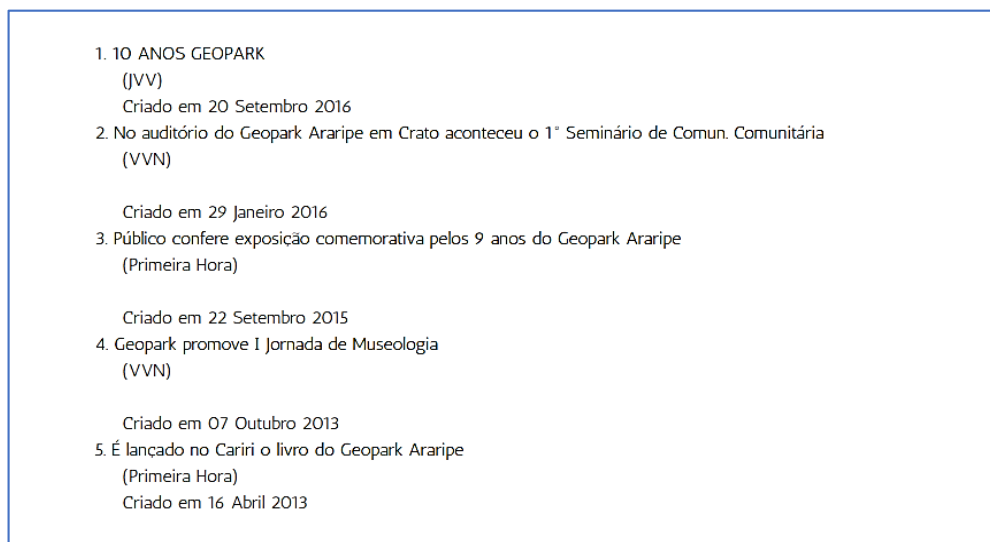 1. 10 ANOS GEOPARK
(JVV)
Criado em 20 Setembro 2016
2. No auditório do Geopark Araripe em Crato aconteceu o 1° Seminário de Comun. Comunitária
(VVN)
Criado em 29 Janeiro 2016
3. Público confere exposição comemorativa pelos 9 anos do Geopark Araripe
(Primeira Hora)
Criado em 22 Setembro 2015
4. Geopark promove I Jornada de Museologia
(VVN)
Criado em 07 Outubro 2013
5. É lançado no Cariri o livro do Geopark Araripe
(Primeira Hora)
Criado em 16 Abril 2013